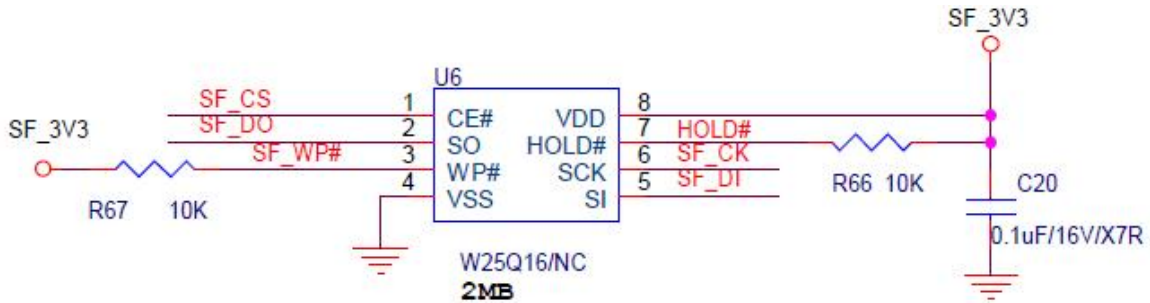 SF_3V3
U6
SF_CS
1
CE#
VDD
8
SF_3V3
SF_DO
2
SO
HOLD#
7
HOLD#
SF_WP#
3
WP#
SCK
6
SF_CK
4
VSS
SI
5
SF_DI
R67 10K
R66 10K
C20
0.1uF/16V/X7R
W25Q16/NC
2MB